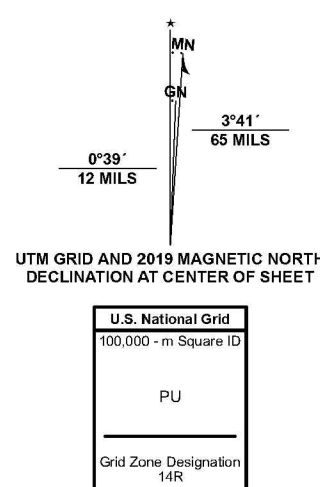 ★
MN
GN
3°41´
65 MILS
0°39´
12 MILS
UTM GRID AND 2019 MAGNETIC NORTH
DECLINATION AT CENTER OF SHEET
U.S. National Grid
100,000 - m Square ID
PU
Grid Zone Designation
14R